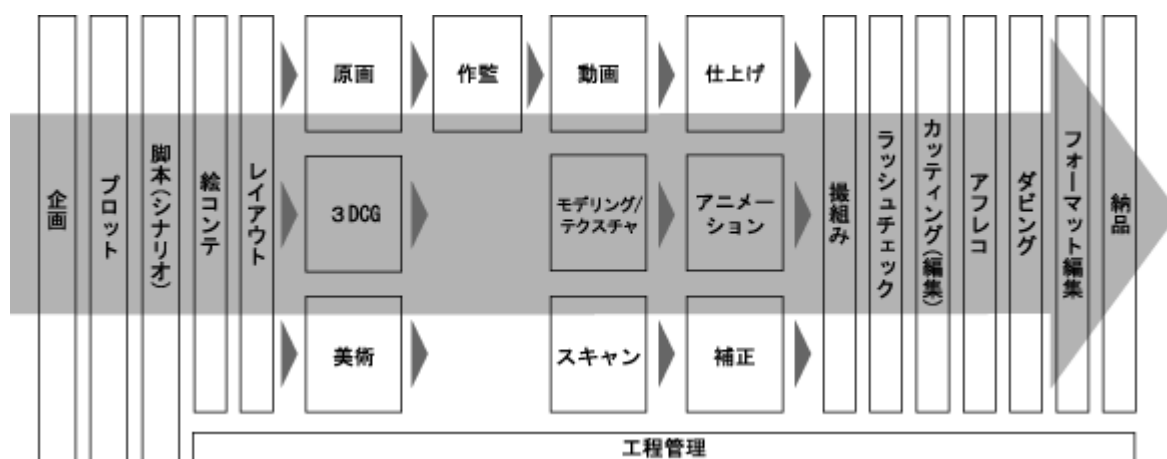 企画
プロット
脚本(シナリオ)
絵コンテ
レイアウト
原画
作監
動画
仕上げ
3DCG
モデリング/
テクスチャ
アニメー
ション
美術
スキャン
補正
撮組み
ラッシュチェック
カッティング(編集)
アフレコ
ダビング
フォーマット編集
納品
工程管理